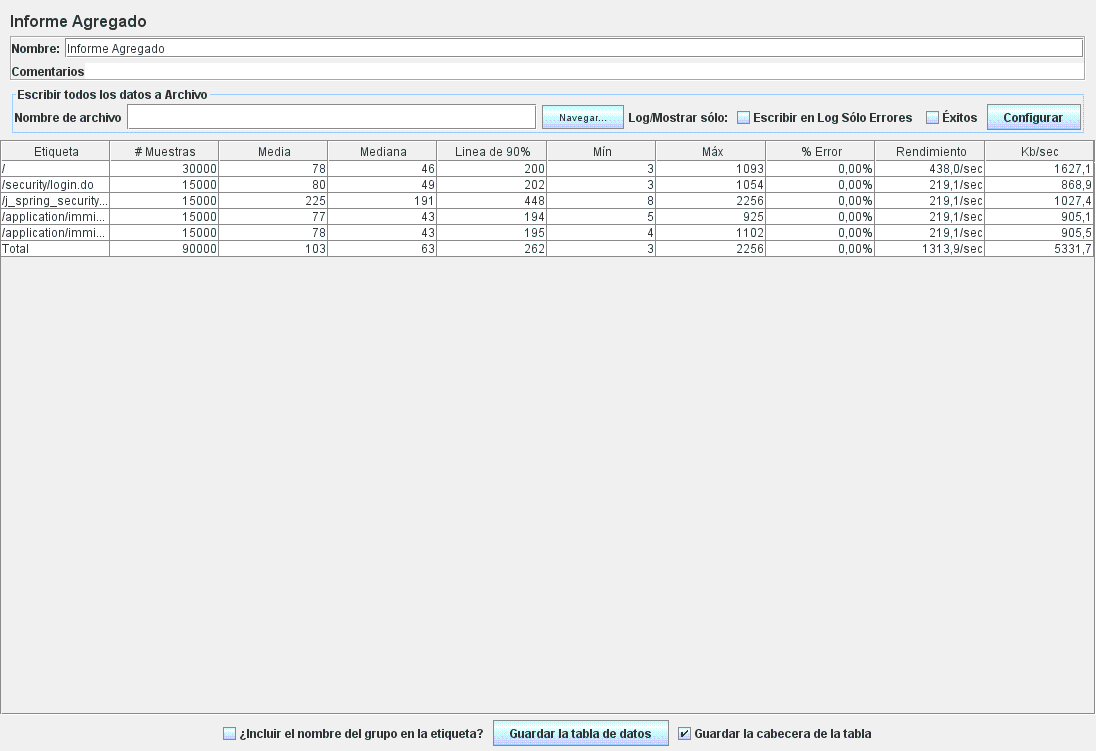 Informe Agregado
Nombre: Informe Agregado
Comentarios
Escribir todos los datos a Archivo
Nombre de archivo Navegar... Log/Mostrar sólo: Escribir en Log Sólo Errores Éxitos Configurar
Etiqueta # Muestras Media Mediana Linea de 90% Mín Máx % Error Rendimiento Kb/sec
/ 30000 78 46 200 3 1093 0,00% 438,0/sec 1627,1
/security/login.do 15000 80 49 202 3 1054 0,00% 219,1/sec 868,9
/j_spring_security... 15000 225 191 448 8 2256 0,00% 219,1/sec 1027,4
/application/immi... 15000 77 43 194 5 925 0,00% 219,1/sec 905,1
/application/immi... 15000 78 43 195 4 1102 0,00% 219,1/sec 905,5
Total 90000 103 63 262 3 2256 0,00% 1313,9/sec 5331,7
¿Incluir el nombre del grupo en la etiqueta? Guardar la tabla de datos Guardar la cabecera de la tabla